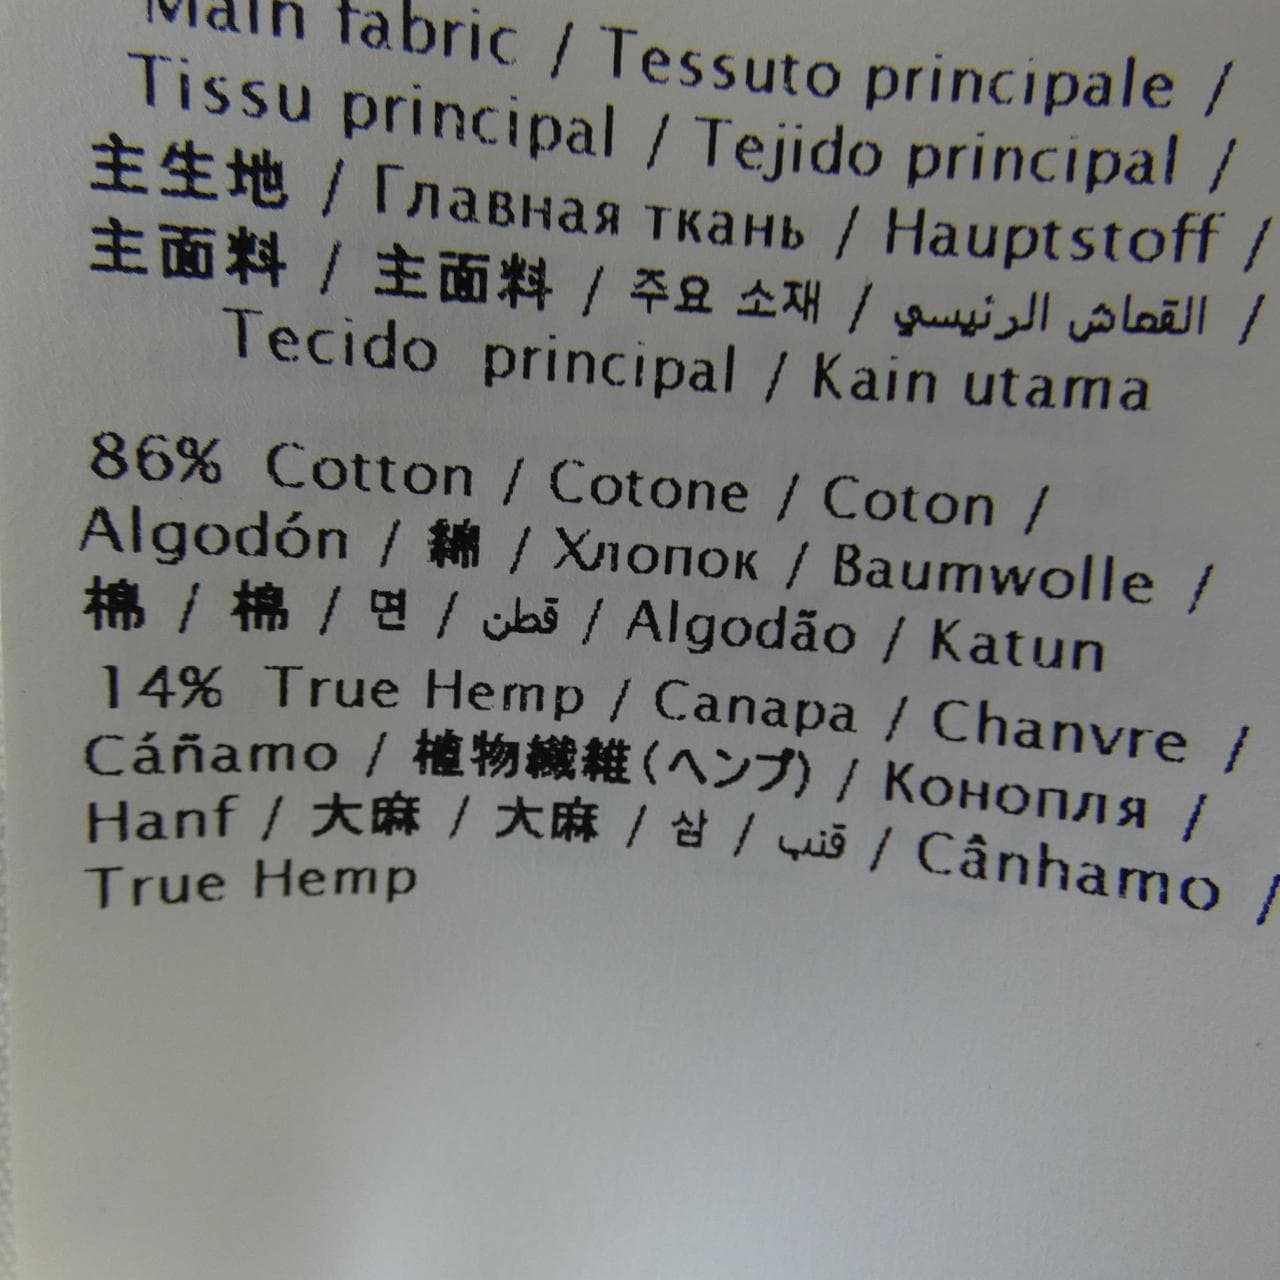 Main fabric / Tessuto principale /
Tissu principal / Tejido principal /
主生地 / Главная ткань / Hauptstoff /
主面料 / 主面料 / 주요 소재 / القماش الرئيسي /
Tecido principal / Kain utama
86% Cotton / Cotone / Coton /
Algodón / 綿 / Хлопок / Baumwolle /
棉 / 棉 / 면 / قطن / Algodão / Katun
14% True Hemp / Canapa / Chanvre /
Cáñamo / 植物繊維(ヘンプ) / Конопля /
Hanf / 大麻 / 大麻 / 삼 / قنب / Cânhamo /
True Hemp